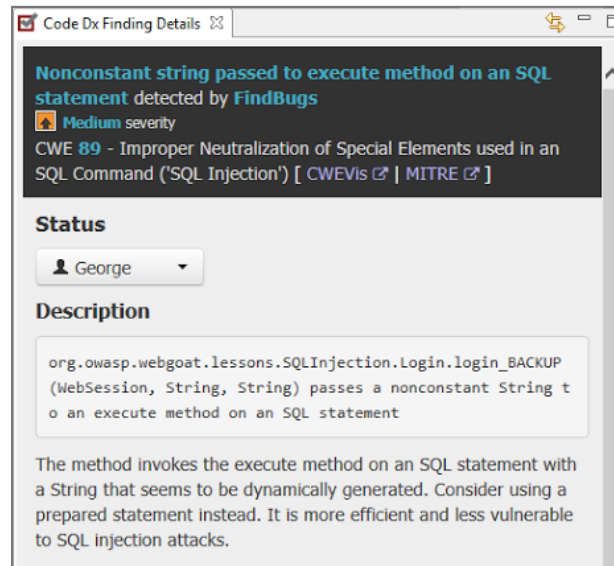 Code Dx Finding Details
Nonconstant string passed to execute method on an SQL
statement detected by FindBugs
Medium severity
CWE 89 - Improper Neutralization of Special Elements used in an
SQL Command ('SQL Injection') [ CWEVis | MITRE ]
Status
George
Description
org.owasp.webgoat.lessons.SQLInjection.Login.login_BACKUP
(WebSession, String, String) passes a nonconstant String t
o an execute method on an SQL statement
The method invokes the execute method on an SQL statement with
a String that seems to be dynamically generated. Consider using a
prepared statement instead. It is more efficient and less vulnerable
to SQL injection attacks.